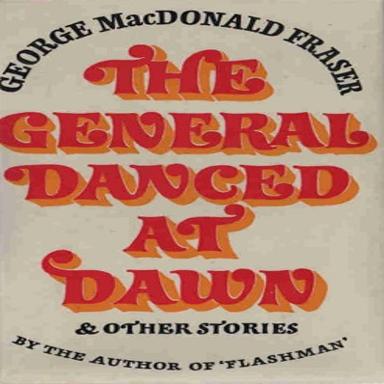 GEORGE MacDONALD FRASER
THE
GENERAL
DANCED
AT
DAWN
& OTHER STORIES
BY THE AUTHOR OF 'FLASHMAN'